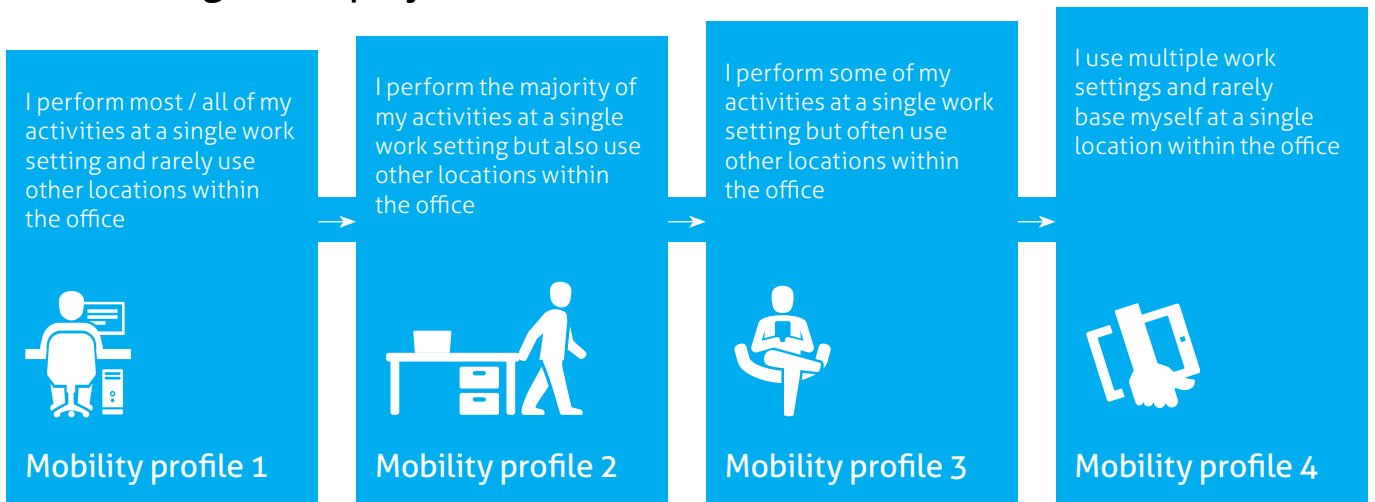 I perform most / all of my
activities at a single work
setting and rarely use
other locations within
the office
Mobility profile 1
I perform the majority of
my activities at a single
work setting but also use
other locations within
the office
Mobility profile 2
I perform some of my
activities at a single work
setting but often use
other locations within
the office
Mobility profile 3
I use multiple work
settings and rarely
base myself at a single
location within the office
Mobility profile 4